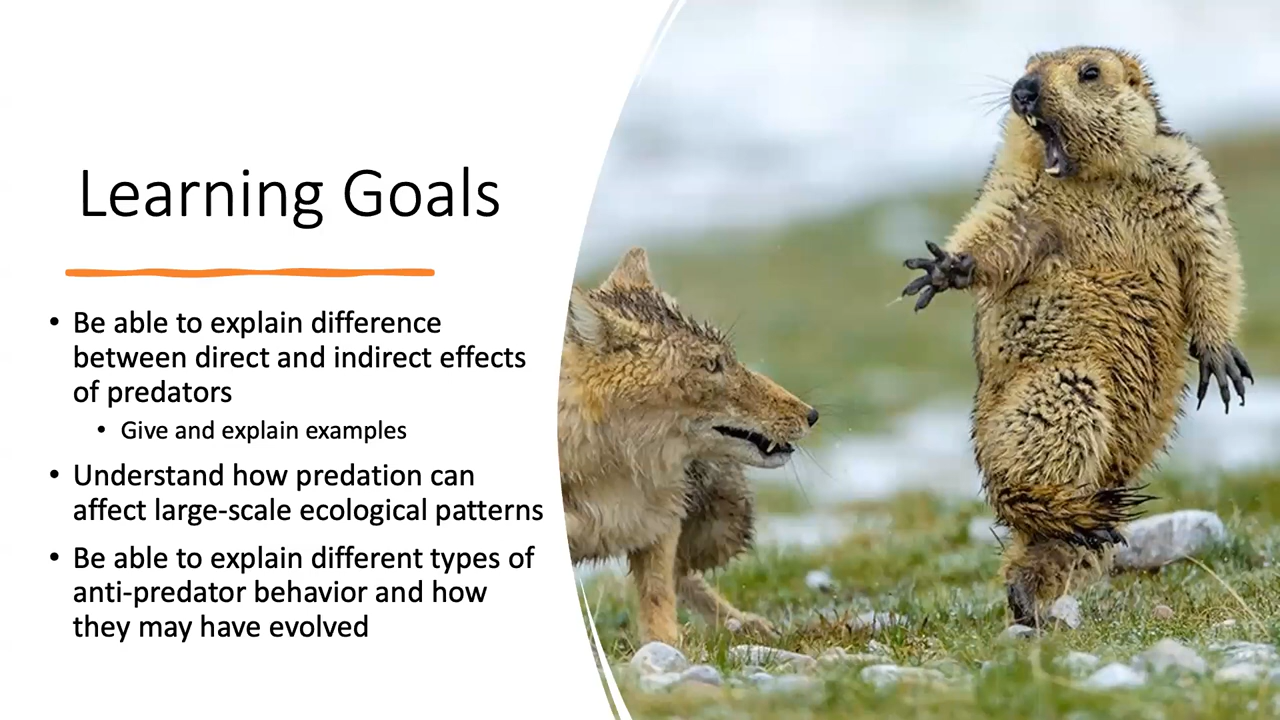 Learning Goals
• Be able to explain difference
between direct and indirect effects
of predators
• Give and explain examples
• Understand how predation can
affect large-scale ecological patterns
• Be able to explain different types of
anti-predator behavior and how
they may have evolved